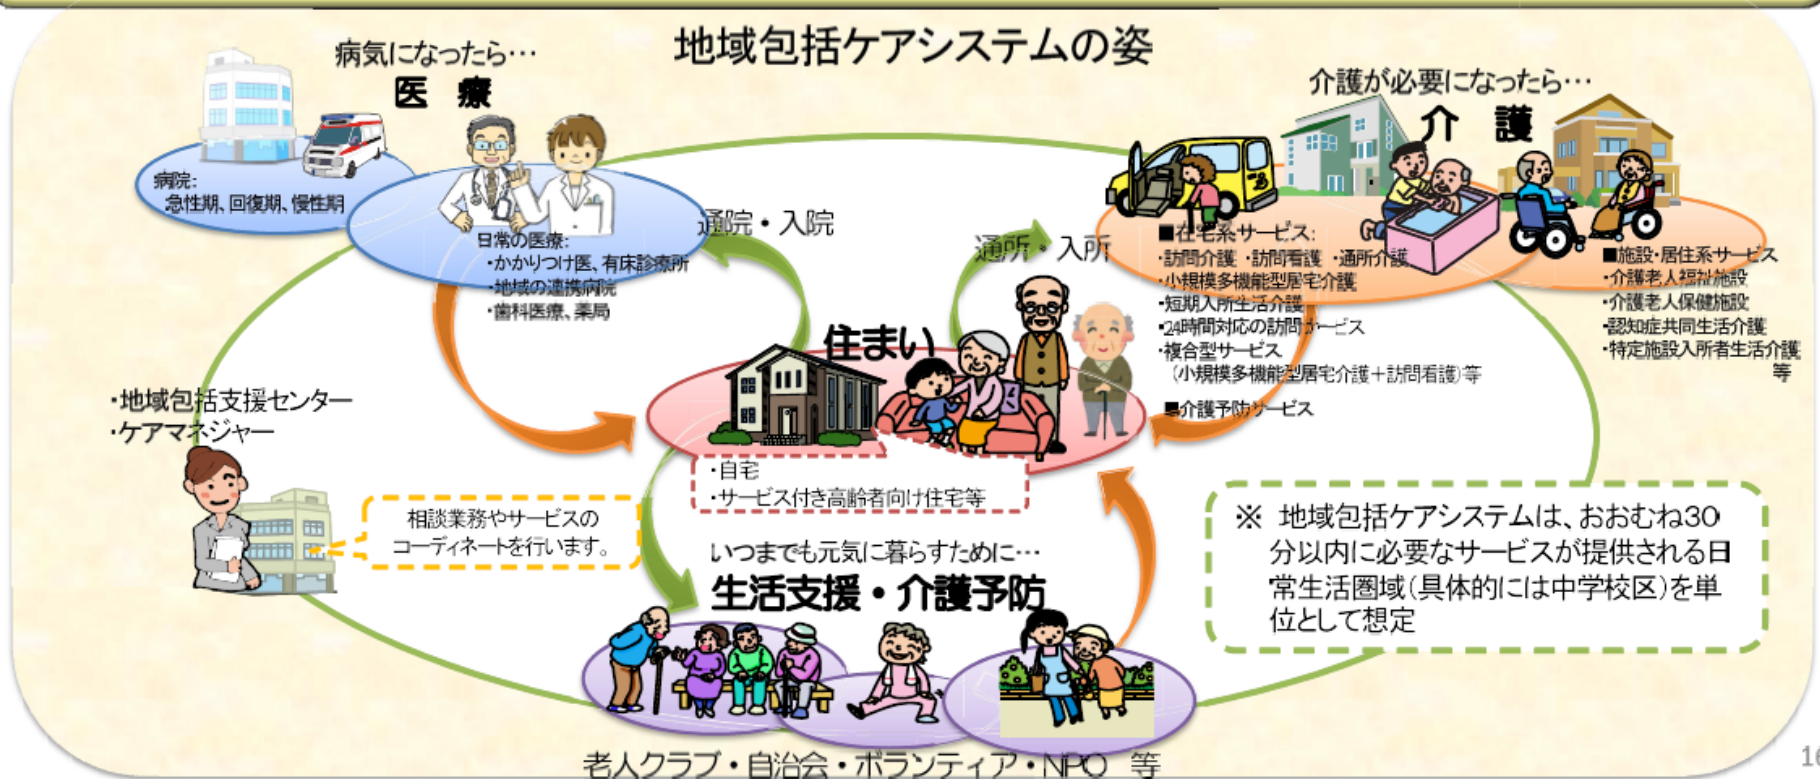 地域包括ケアシステムの姿
病気になったら…
医 療
病院:
急性期、回復期、慢性期
日常の医療:
・かかりつけ医、有床診療所
・地域の連携病院
・歯科医療、薬局
通院・入院
通所・入所
介護が必要になったら…
介 護
■在宅系サービス:
・訪問介護 ・訪問看護 ・通所介護
・小規模多機能型居宅介護
・短期入所生活介護
・24時間対応の訪問サービス
・複合型サービス
(小規模多機能型居宅介護+訪問看護)等
■介護予防サービス
■施設・居住系サービス
・介護老人福祉施設
・介護老人保健施設
・認知症共同生活介護
・特定施設入所者生活介護
等
住まい
・自宅
・サービス付き高齢者向け住宅等
・地域包括支援センター
・ケアマネジャー
相談業務やサービスの
コーディネートを行います。
いつまでも元気に暮らすために…
生活支援・介護予防
老人クラブ・自治会・ボランティア・NPO 等
※ 地域包括ケアシステムは、おおむね30
分以内に必要なサービスが提供される日
常生活圏域(具体的には中学校区)を単
位として想定